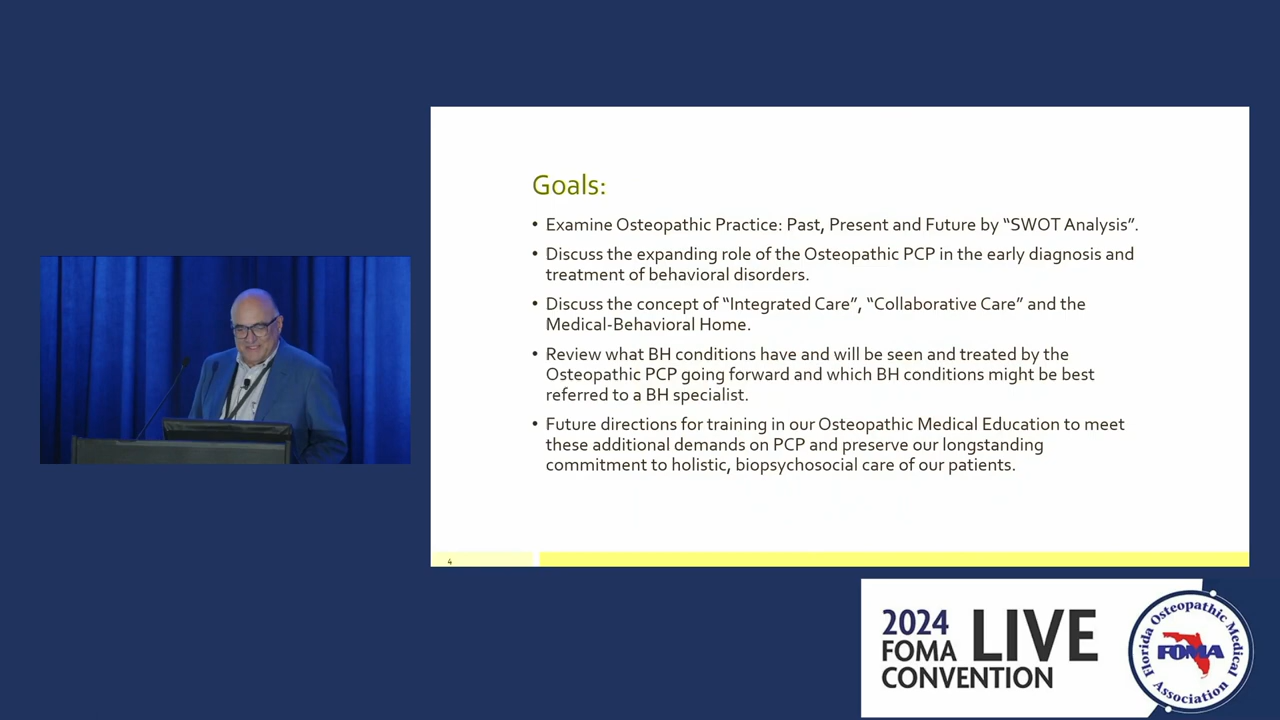 Goals:
• Examine Osteopathic Practice: Past, Present and Future by “SWOT Analysis”.
• Discuss the expanding role of the Osteopathic PCP in the early diagnosis and
treatment of behavioral disorders.
• Discuss the concept of “Integrated Care”, “Collaborative Care” and the
Medical-Behavioral Home.
• Review what BH conditions have and will be seen and treated by the
Osteopathic PCP going forward and which BH conditions might be best
referred to a BH specialist.
• Future directions for training in our Osteopathic Medical Education to meet
these additional demands on PCP and preserve our longstanding
commitment to holistic, biopsychosocial care of our patients.
4
2024
FOMA
LIVE
CONVENTION
Florida Osteopathic Medical
FOMA
Association